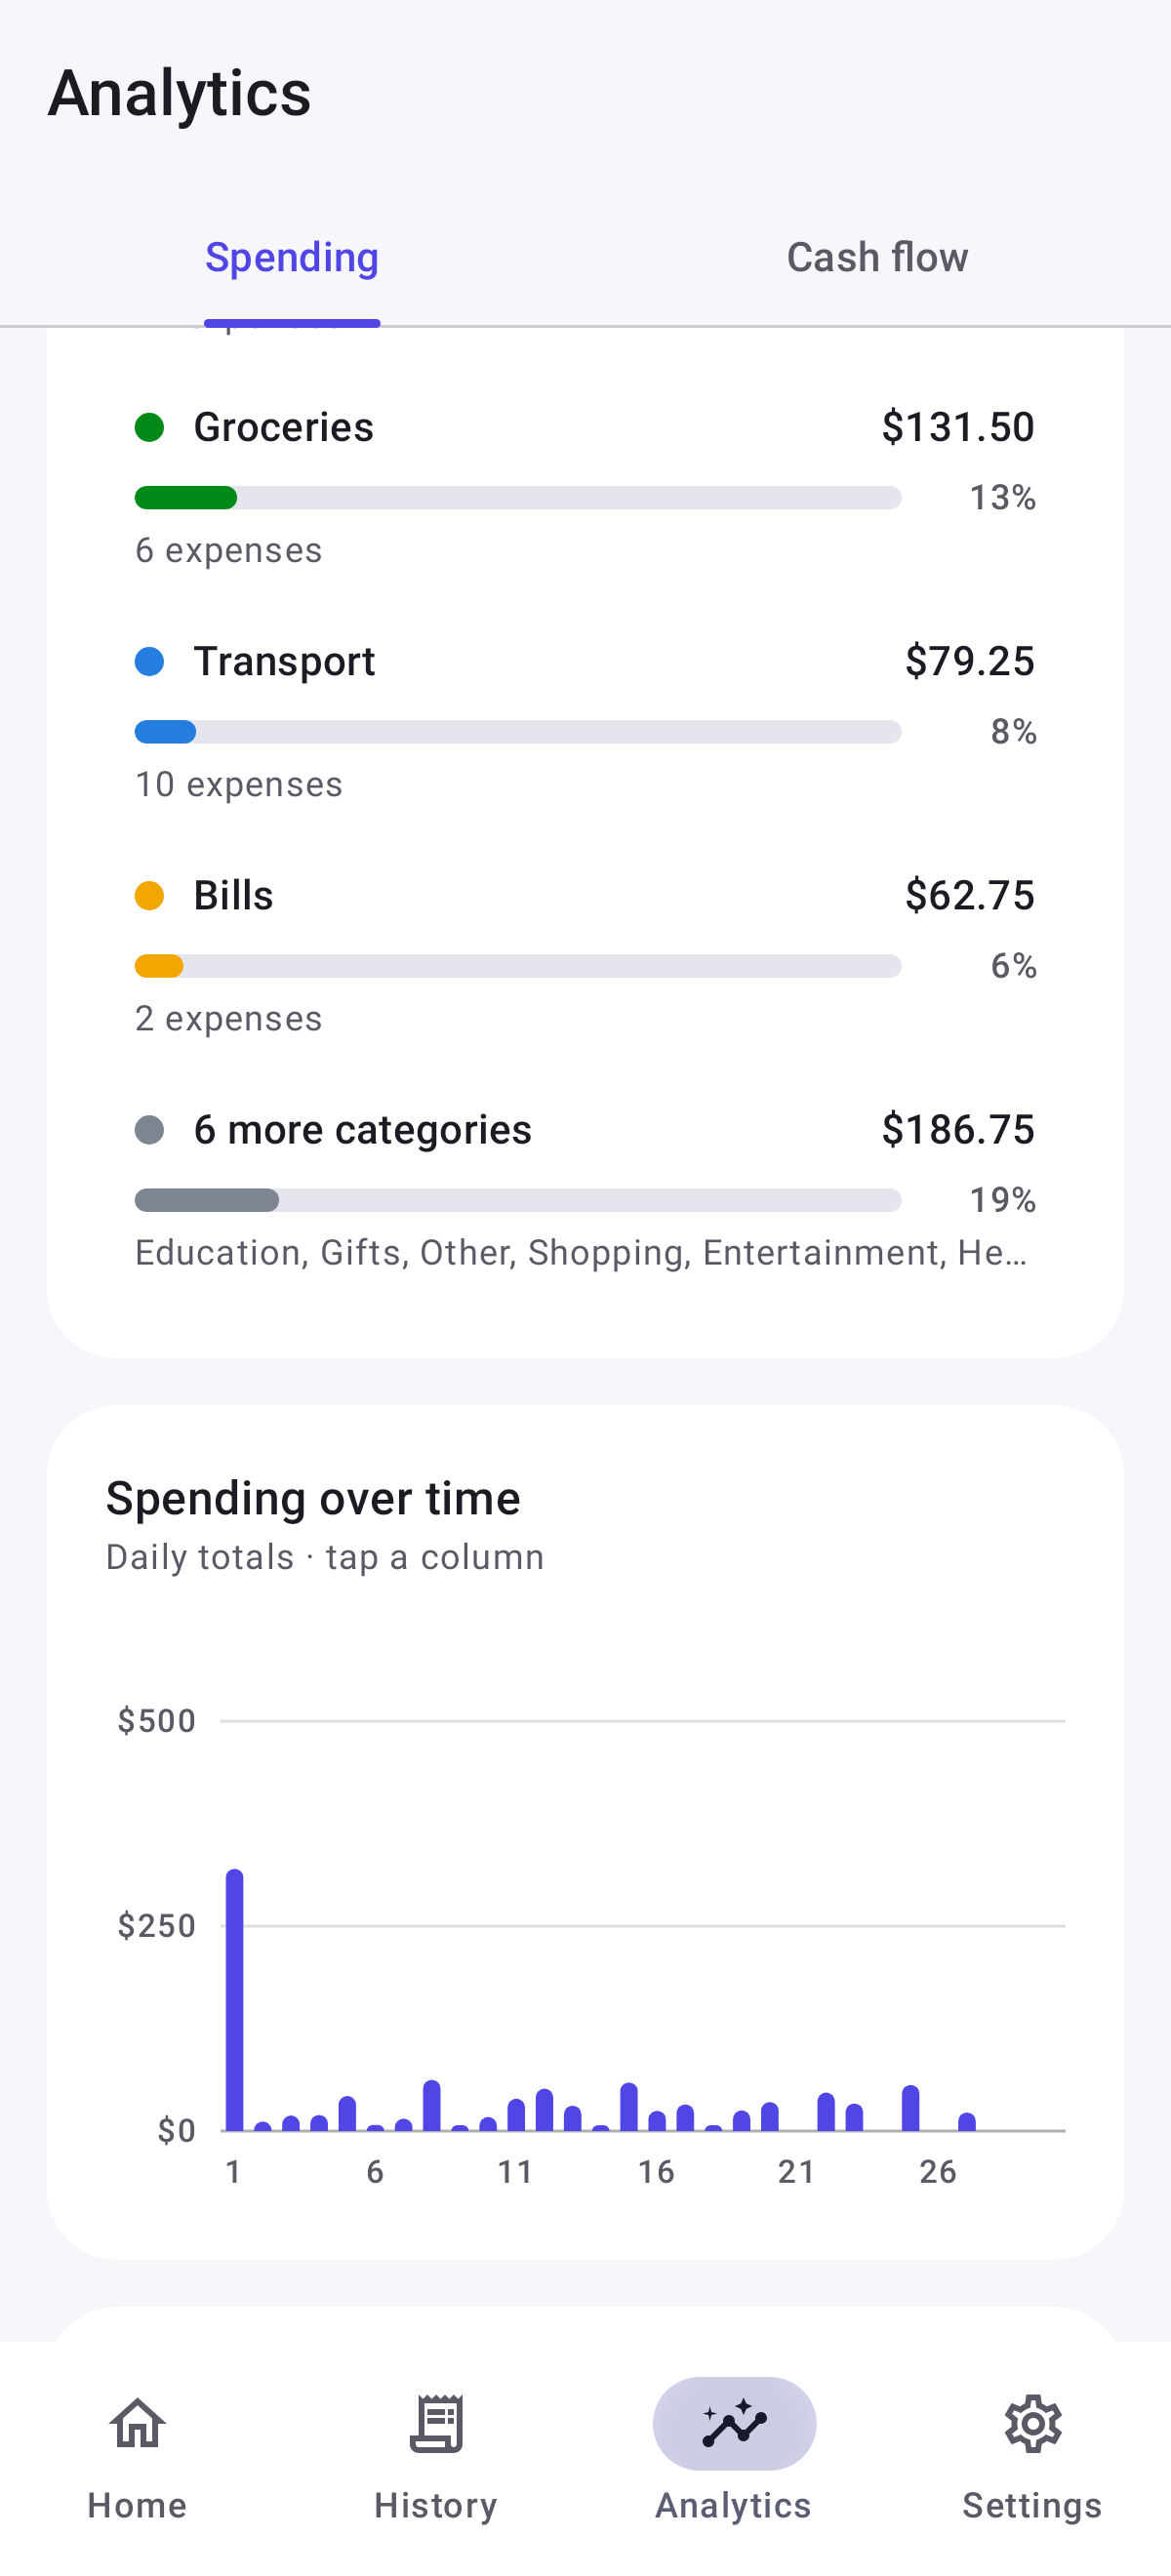 Analytics
Spending
Cash flow
Groceries
$131.50
13%
6 expenses
Transport
$79.25
8%
10 expenses
Bills
$62.75
6%
2 expenses
6 more categories
$186.75
19%
Education, Gifts, Other, Shopping, Entertainment, He…
Spending over time
Daily totals · tap a column
$500
$250
$0
1 6 11 16 21 26
Home
History
Analytics
Settings